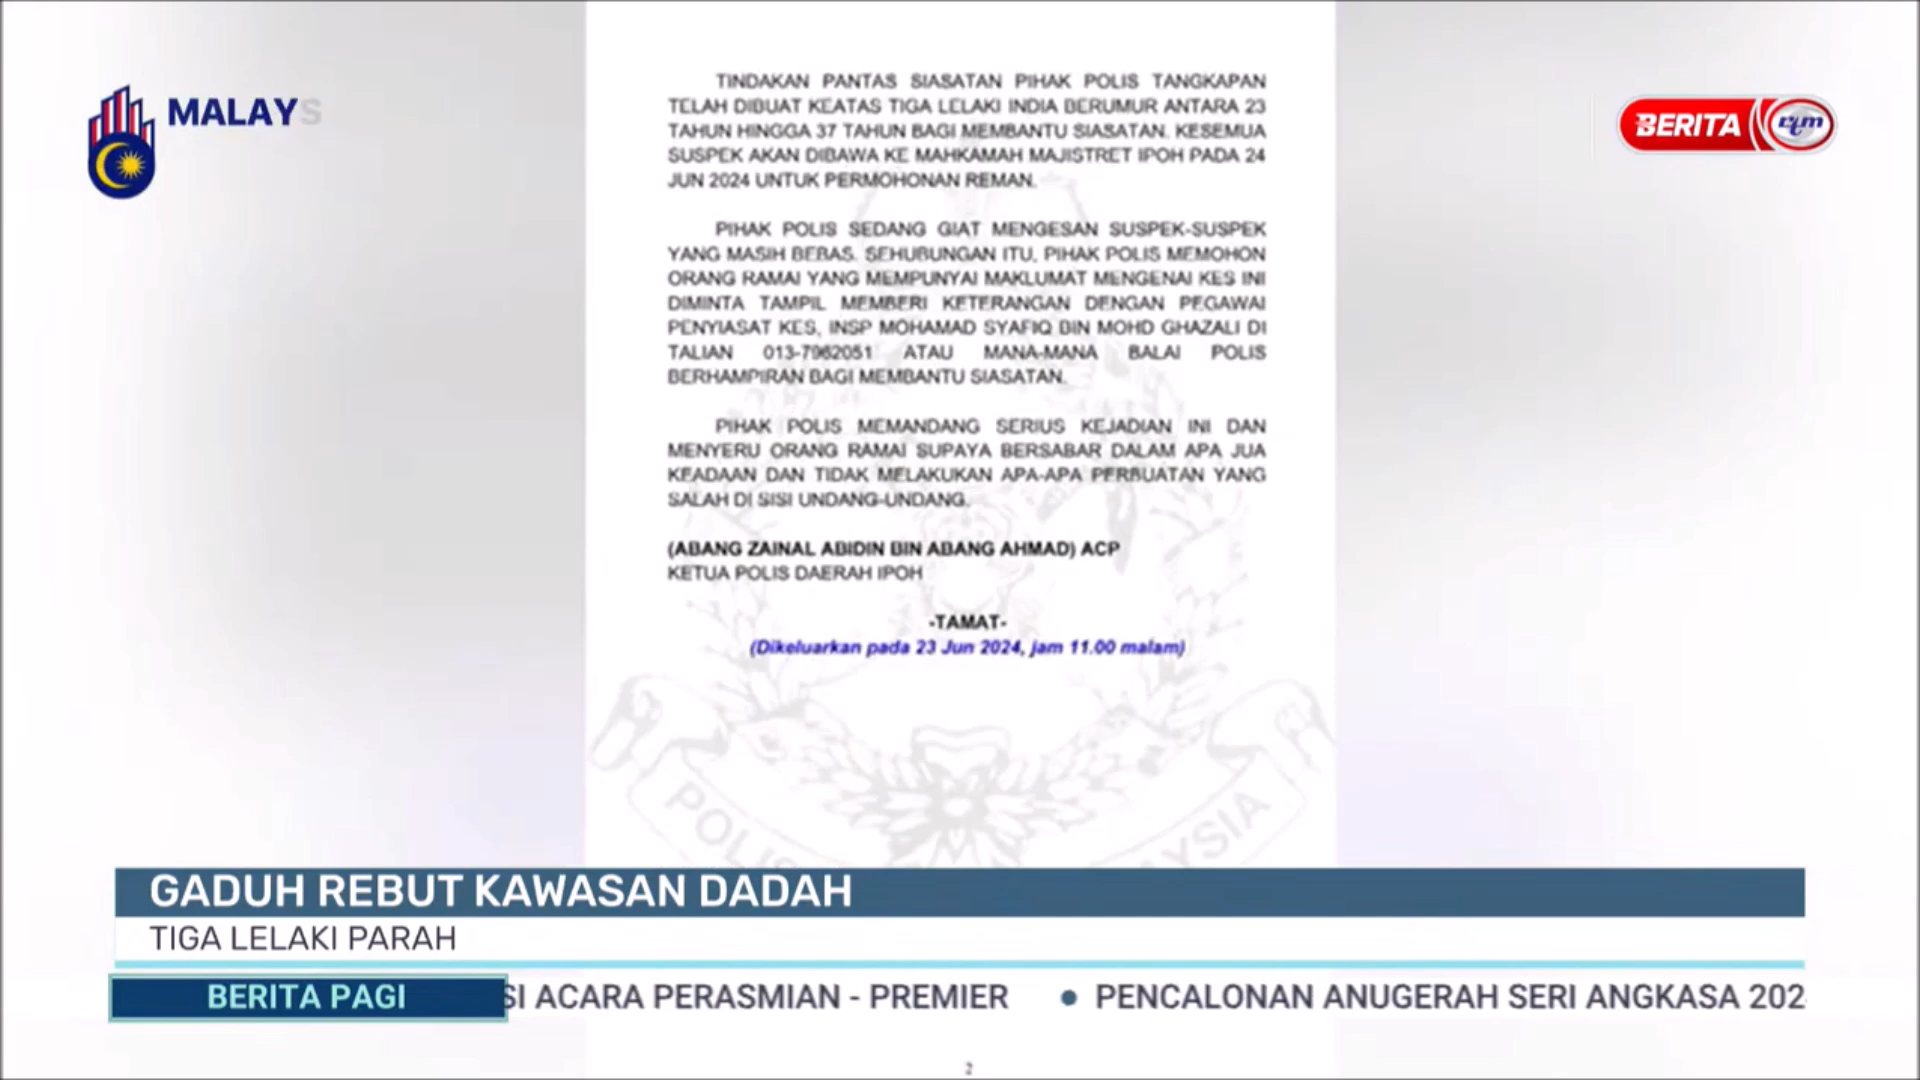 MALAYS
BERITA rtm
TINDAKAN PANTAS SIASATAN PIHAK POLIS TANGKAPAN
TELAH DIBUAT KEATAS TIGA LELAKI INDIA BERUMUR ANTARA 23
TAHUN HINGGA 37 TAHUN BAGI MEMBANTU SIASATAN. KESEMUA
SUSPEK AKAN DIBAWA KE MAHKAMAH MAJISTRET IPOH PADA 24
JUN 2024 UNTUK PERMOHONAN REMAN.
PIHAK POLIS SEDANG GIAT MENGESAN SUSPEK-SUSPEK
YANG MASIH BEBAS. SEHUBUNGAN ITU, PIHAK POLIS MEMOHON
ORANG RAMAI YANG MEMPUNYAI MAKLUMAT MENGENAI KES INI
DIMINTA TAMPIL MEMBERI KETERANGAN DENGAN PEGAWAI
PENYIASAT KES, INSP MOHAMAD SYAFIQ BIN MOHD GHAZALI DI
TALIAN 013-7962051 ATAU MANA-MANA BALAI POLIS
BERHAMPIRAN BAGI MEMBANTU SIASATAN.
PIHAK POLIS MEMANDANG SERIUS KEJADIAN INI DAN
MENYERU ORANG RAMAI SUPAYA BERSABAR DALAM APA JUA
KEADAAN DAN TIDAK MELAKUKAN APA-APA PERBUATAN YANG
SALAH DI SISI UNDANG-UNDANG.
(ABANG ZAINAL ABIDIN BIN ABANG AHMAD) ACP
KETUA POLIS DAERAH IPOH
-TAMAT-
(Dikeluarkan pada 23 Jun 2024, jam 11.00 malam)
POLIS
GADUH REBUT KAWASAN DADAH
TIGA LELAKI PARAH
BERITA PAGI
SI ACARA PERASMIAN - PREMIER • PENCALONAN ANUGERAH SERI ANGKASA 202
2